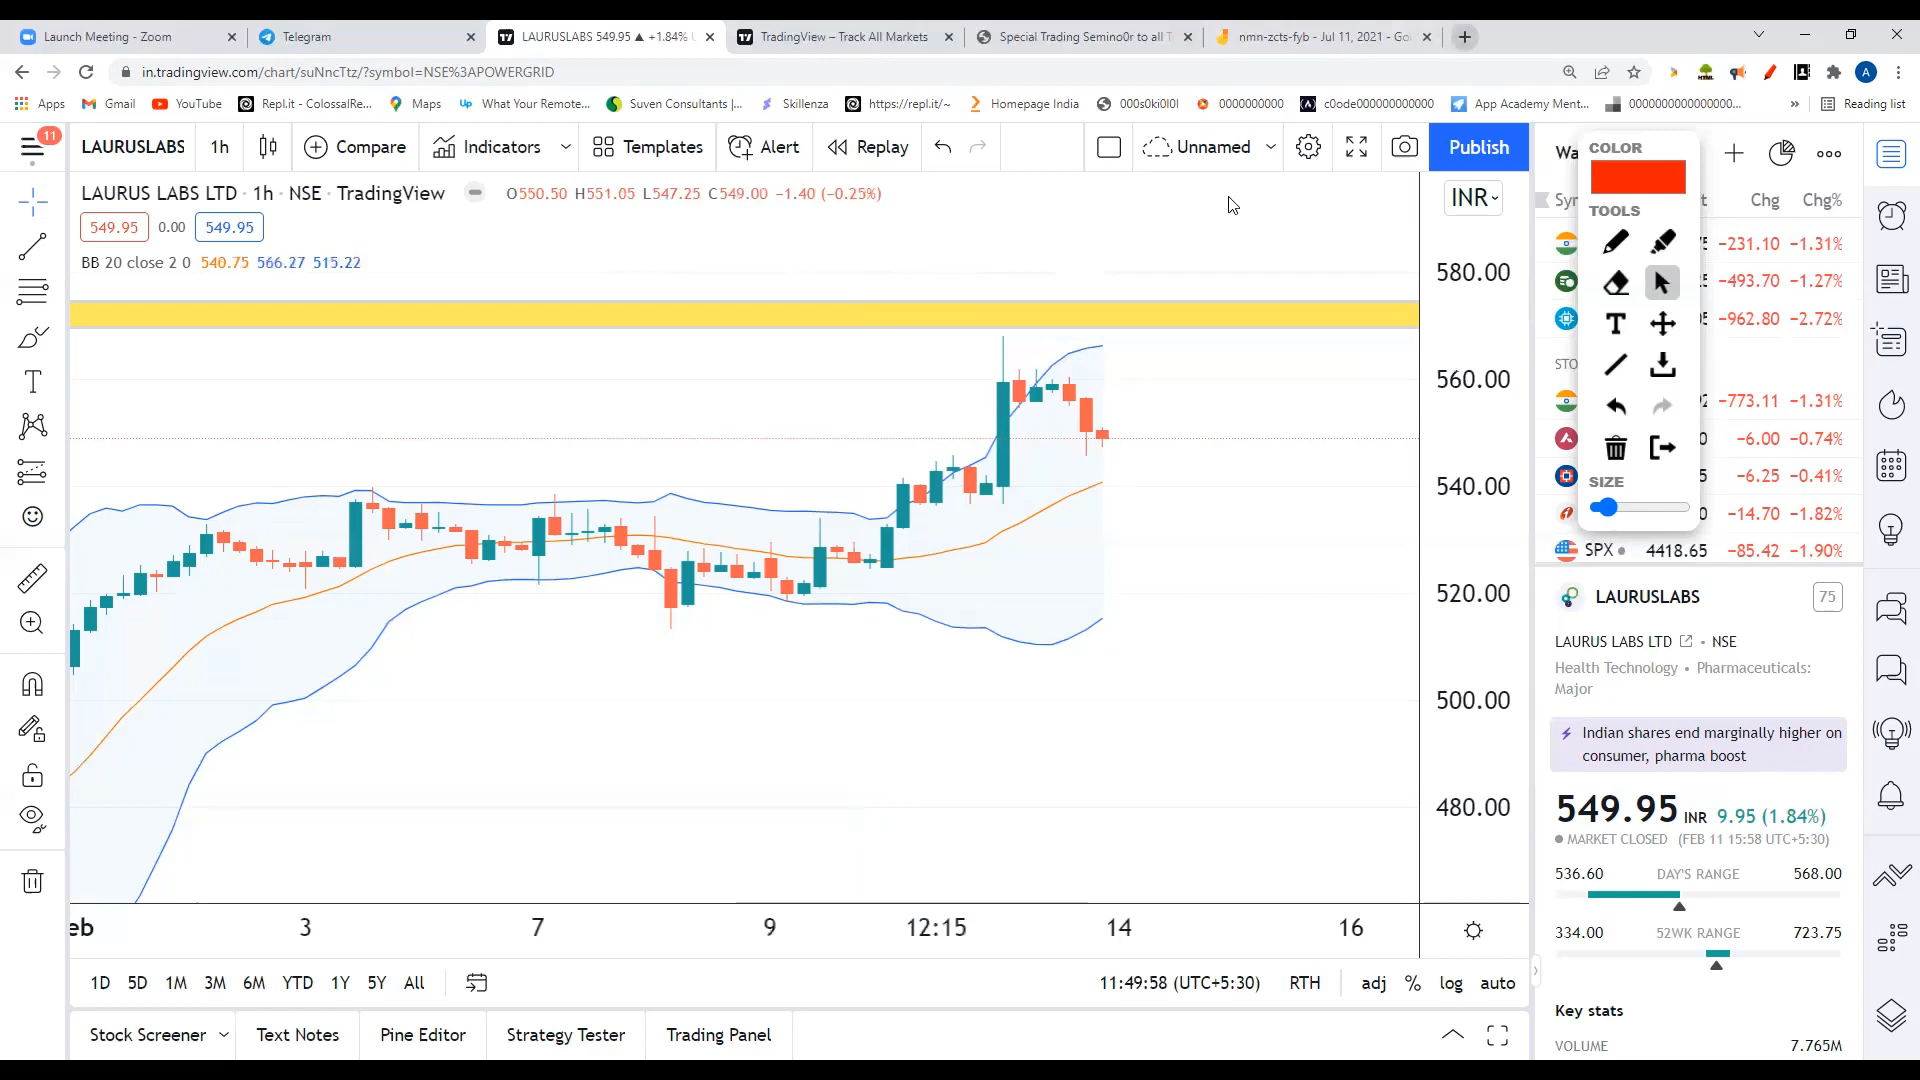 Launch Meeting - Zoom
Telegram
LAURUSLABS 549.95 ▲ +1.84%
TradingView – Track All Markets
Special Trading Semino0r to all T
nmn-zcts-fyb - Jul 11, 2021 - Go
in.tradingview.com/chart/suNncTtz/?symbol=NSE%3APOWERGRID
A
Apps
Gmail
YouTube
Repl.it - ColossalRe...
Maps
Up What Your Remote...
Suven Consultants |...
Skillenza
https://repl.it/~
Homepage India
000s0ki0l0l
0000000000
c0ode000000000000
App Academy Ment...
0000000000000000...
»
Reading list
11
LAURUSLABS
1h
Compare
Indicators
Templates
Alert
Replay
Unnamed
Publish
Wa
LAURUS LABS LTD · 1h · NSE · TradingView
O550.50 H551.05 L547.25 C549.00 −1.40 (−0.25%)
INR
549.95 0.00 549.95
BB 20 close 2 0 540.75 566.27 515.22
580.00
560.00
540.00
520.00
500.00
480.00
eb 3 7 9 12:15 14 16
1D 5D 1M 3M 6M YTD 1Y 5Y All
11:49:58 (UTC+5:30) RTH adj % log auto
Stock Screener
Text Notes
Pine Editor
Strategy Tester
Trading Panel
COLOR
TOOLS
T
SIZE
Sy
t Chg Chg%
−231.10 −1.31%
−493.70 −1.27%
−962.80 −2.72%
STO
−773.11 −1.31%
−6.00 −0.74%
−6.25 −0.41%
−14.70 −1.82%
SPX 4418.65 −85.42 −1.90%
LAURUSLABS 75
LAURUS LABS LTD • NSE
Health Technology • Pharmaceuticals:
Major
Indian shares end marginally higher on
consumer, pharma boost
549.95 INR 9.95 (1.84%)
MARKET CLOSED (FEB 11 15:58 UTC+5:30)
536.60 DAY'S RANGE 568.00
334.00 52WK RANGE 723.75
Key stats
VOLUME 7.765M